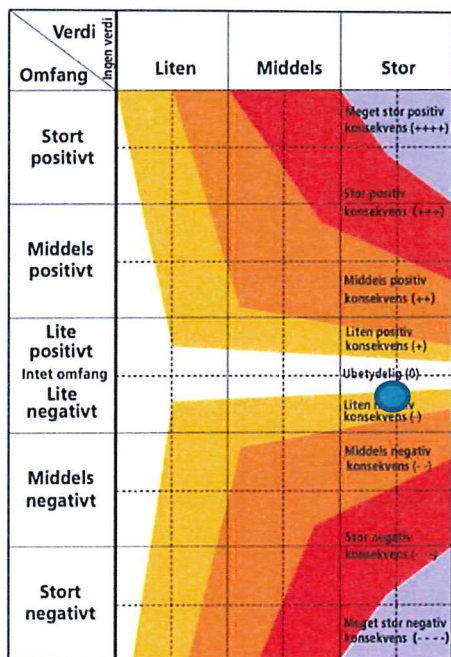 Verdi
Ingen verdi
Omfang
Liten
Middels
Stor
Stort
positivt
Meget stor positiv
konsekvens (++++)
Stor positiv
konsekvens (+++)
Middels
positivt
Middels positiv
konsekvens (++)
Lite
positivt
Liten positiv
konsekvens (+)
Intet omfang
Ubetydelig (0)
Lite
negativt
Liten
konsekvens (-)
Middels
negativt
Middels negativ
konsekvens (- -)
Stor negativ
konsekvens (- - -)
Stort
negativt
Meget stor negativ
konsekvens (- - - -)